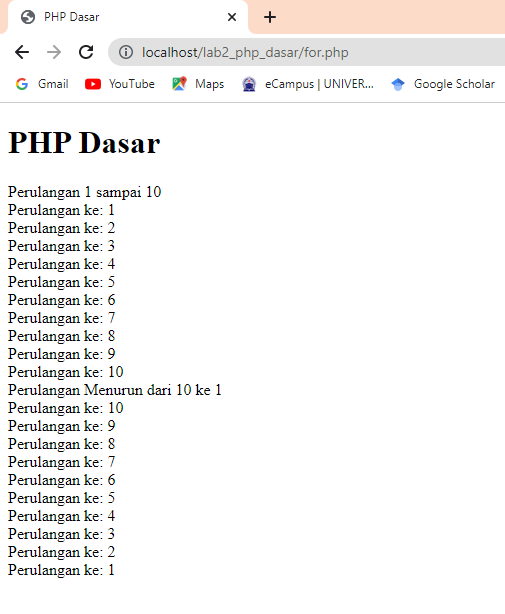 PHP Dasar
localhost/lab2_php_dasar/for.php
Gmail YouTube Maps eCampus | UNIVER... Google Scholar
PHP Dasar
Perulangan 1 sampai 10
Perulangan ke: 1
Perulangan ke: 2
Perulangan ke: 3
Perulangan ke: 4
Perulangan ke: 5
Perulangan ke: 6
Perulangan ke: 7
Perulangan ke: 8
Perulangan ke: 9
Perulangan ke: 10
Perulangan Menurun dari 10 ke 1
Perulangan ke: 10
Perulangan ke: 9
Perulangan ke: 8
Perulangan ke: 7
Perulangan ke: 6
Perulangan ke: 5
Perulangan ke: 4
Perulangan ke: 3
Perulangan ke: 2
Perulangan ke: 1